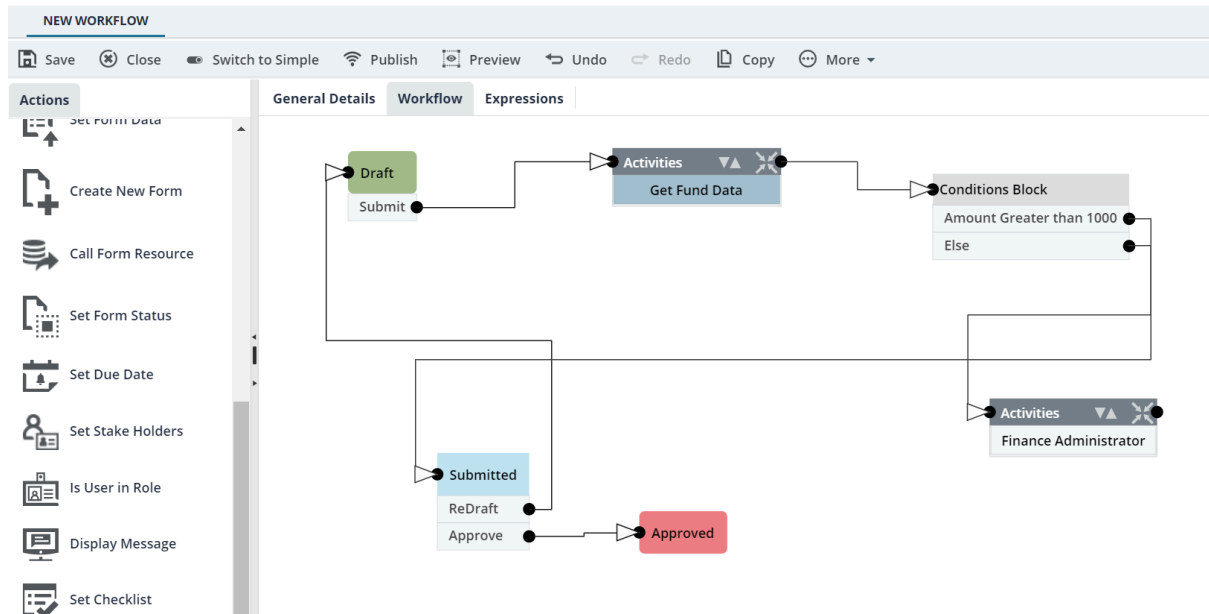 NEW WORKFLOW
Save Close Switch to Simple Publish Preview Undo Redo Copy More
Actions
General Details Workflow Expressions
Set Form Data
Create New Form
Call Form Resource
Set Form Status
Set Due Date
Set Stake Holders
Is User in Role
Display Message
Set Checklist
Draft
Submit
Activities
Get Fund Data
Conditions Block
Amount Greater than 1000
Else
Activities
Finance Administrator
Submitted
ReDraft
Approve
Approved